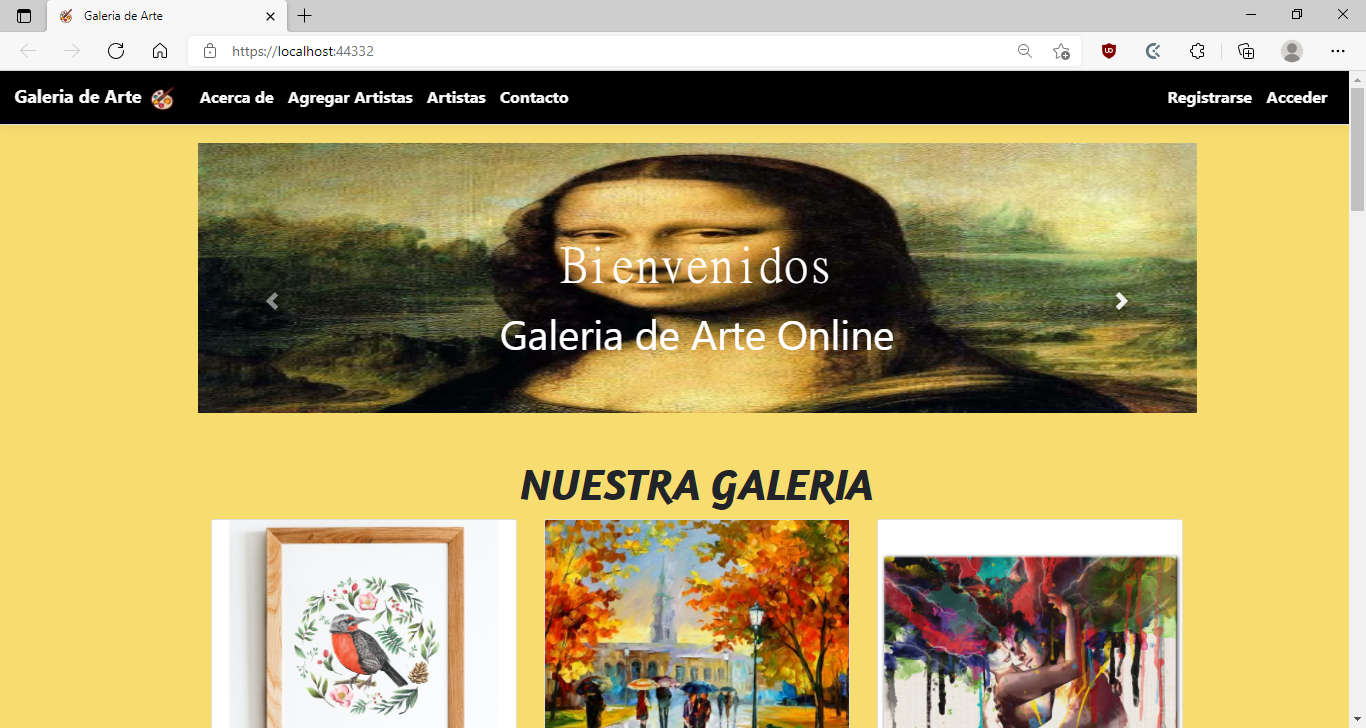 Galeria de Arte
https://localhost:44332
Galeria de Arte Acerca de Agregar Artistas Artistas Contacto Registrarse Acceder
Bienvenidos
Galeria de Arte Online
NUESTRA GALERIA